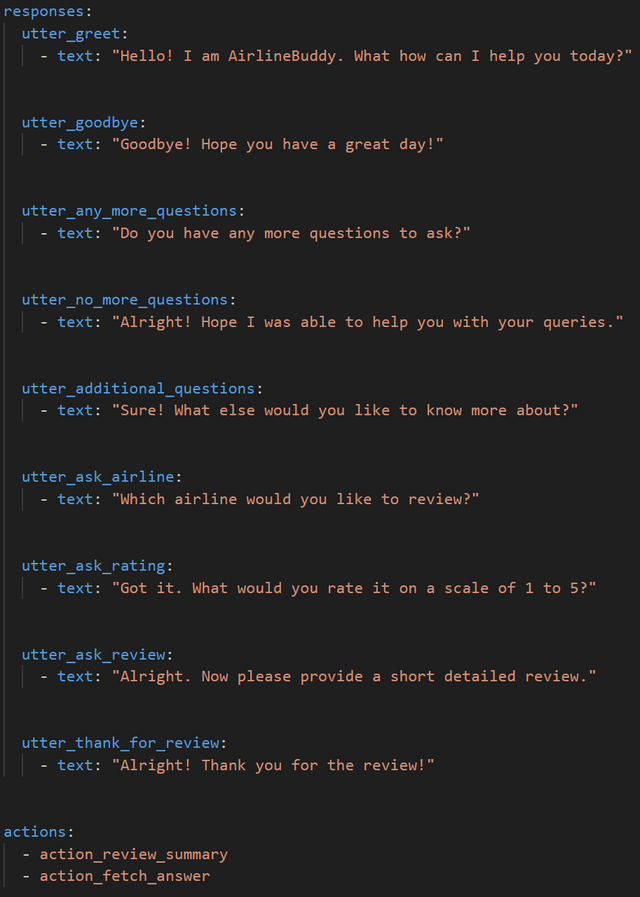 responses:
utter_greet:
- text: "Hello! I am AirlineBuddy. What how can I help you today?"
utter_goodbye:
- text: "Goodbye! Hope you have a great day!"
utter_any_more_questions:
- text: "Do you have any more questions to ask?"
utter_no_more_questions:
- text: "Alright! Hope I was able to help you with your queries."
utter_additional_questions:
- text: "Sure! What else would you like to know more about?"
utter_ask_airline:
- text: "Which airline would you like to review?"
utter_ask_rating:
- text: "Got it. What would you rate it on a scale of 1 to 5?"
utter_ask_review:
- text: "Alright. Now please provide a short detailed review."
utter_thank_for_review:
- text: "Alright! Thank you for the review!"
actions:
- action_review_summary
- action_fetch_answer